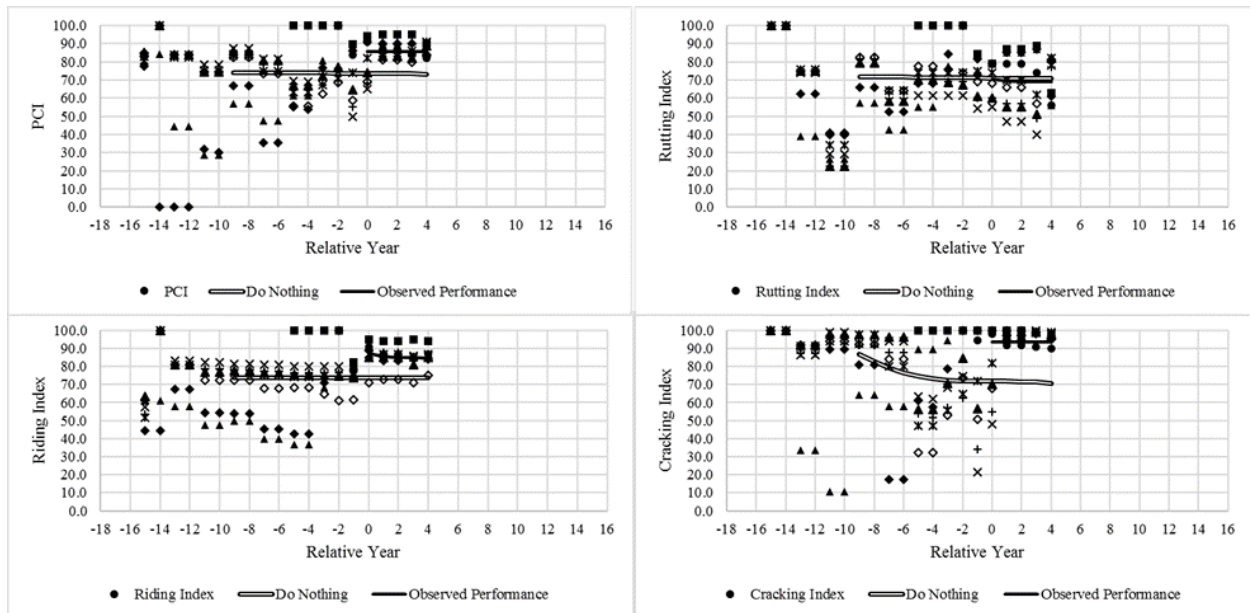 100.0
90.0
80.0
70.0
60.0
50.0
40.0
30.0
20.0
10.0
0.0
PCI
-18 -16 -14 -12 -10 -8 -6 -4 -2 0 2 4 6 8 10 12 14 16
Relative Year
PCI Do Nothing Observed Performance
100.0
90.0
80.0
70.0
60.0
50.0
40.0
30.0
20.0
10.0
0.0
Rutting Index
-18 -16 -14 -12 -10 -8 -6 -4 -2 0 2 4 6 8 10 12 14 16
Relative Year
Rutting Index Do Nothing Observed Performance
100.0
90.0
80.0
70.0
60.0
50.0
40.0
30.0
20.0
10.0
0.0
Riding Index
-18 -16 -14 -12 -10 -8 -6 -4 -2 0 2 4 6 8 10 12 14 16
Relative Year
Riding Index Do Nothing Observed Performance
100.0
90.0
80.0
70.0
60.0
50.0
40.0
30.0
20.0
10.0
0.0
Cracking Index
-18 -16 -14 -12 -10 -8 -6 -4 -2 0 2 4 6 8 10 12 14 16
Relative Year
Cracking Index Do Nothing Observed Performance